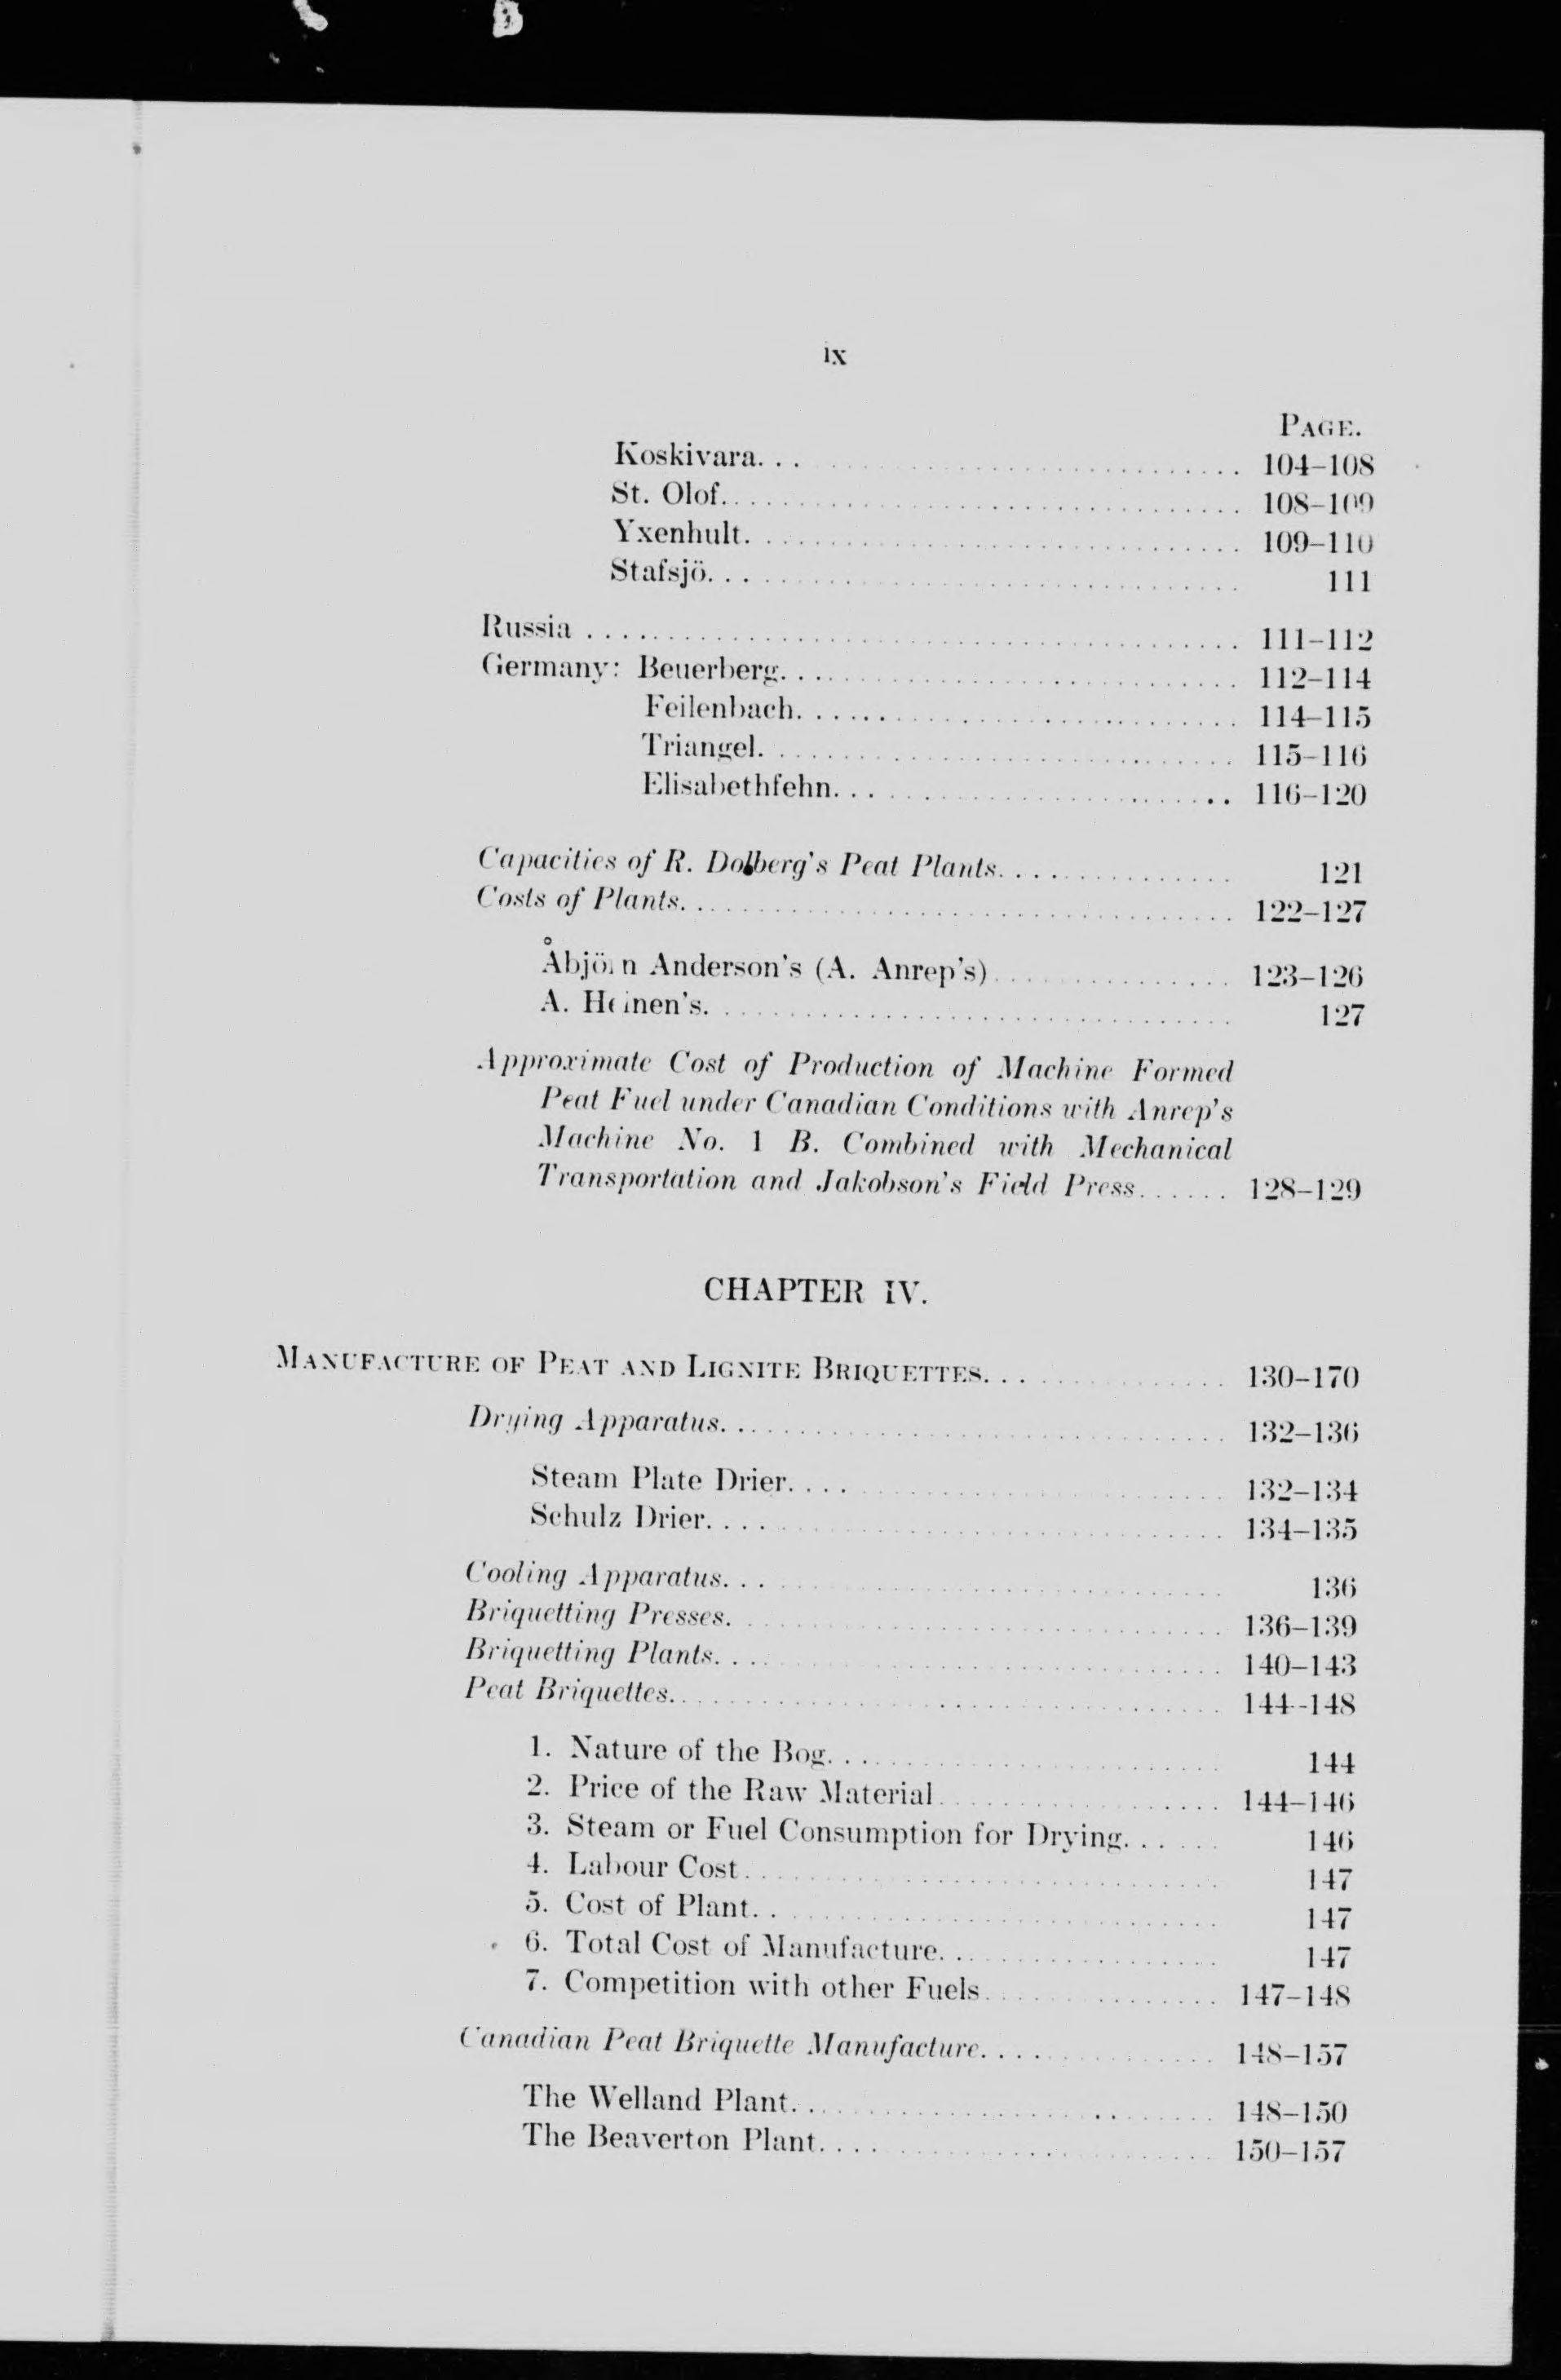 ix
PAGE.
Koskivara... 104–108
St. Olof... 108–109
Yxenhult... 109–110
Stafsjö... 111
Russia ... 111–112
Germany: Beuerberg... 112–114
Feilenbach... 114–115
Triangel... 115–116
Elisabethfehn... 116–120
Capacities of R. Dolberg's Peat Plants... 121
Costs of Plants... 122–127
Åbjörn Anderson's (A. Anrep's)... 123–126
A. Heinen's... 127
Approximate Cost of Production of Machine Formed
Peat Fuel under Canadian Conditions with Anrep's
Machine No. 1 B. Combined with Mechanical
Transportation and Jakobson's Field Press... 128–129
CHAPTER IV.
MANUFACTURE OF PEAT AND LIGNITE BRIQUETTES... 130–170
Drying Apparatus... 132–136
Steam Plate Drier... 132–134
Schulz Drier... 134–135
Cooling Apparatus... 136
Briquetting Presses... 136–139
Briquetting Plants... 140–143
Peat Briquettes... 144–148
1. Nature of the Bog... 144
2. Price of the Raw Material... 144–146
3. Steam or Fuel Consumption for Drying... 146
4. Labour Cost... 147
5. Cost of Plant... 147
6. Total Cost of Manufacture... 147
7. Competition with other Fuels... 147–148
Canadian Peat Briquette Manufacture... 148–157
The Welland Plant... 148–150
The Beaverton Plant... 150–157